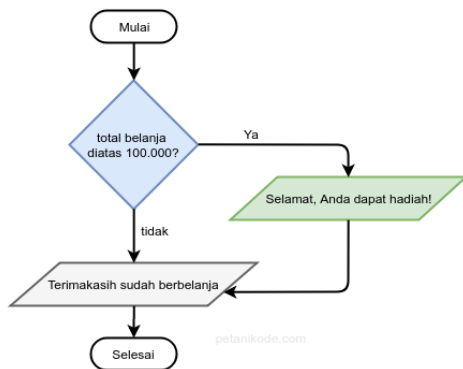 Mulai
total belanja
diatas 100.000?
Ya
Selamat, Anda dapat hadiah!
tidak
Terimakasih sudah berbelanja
Selesai
petanikode.com